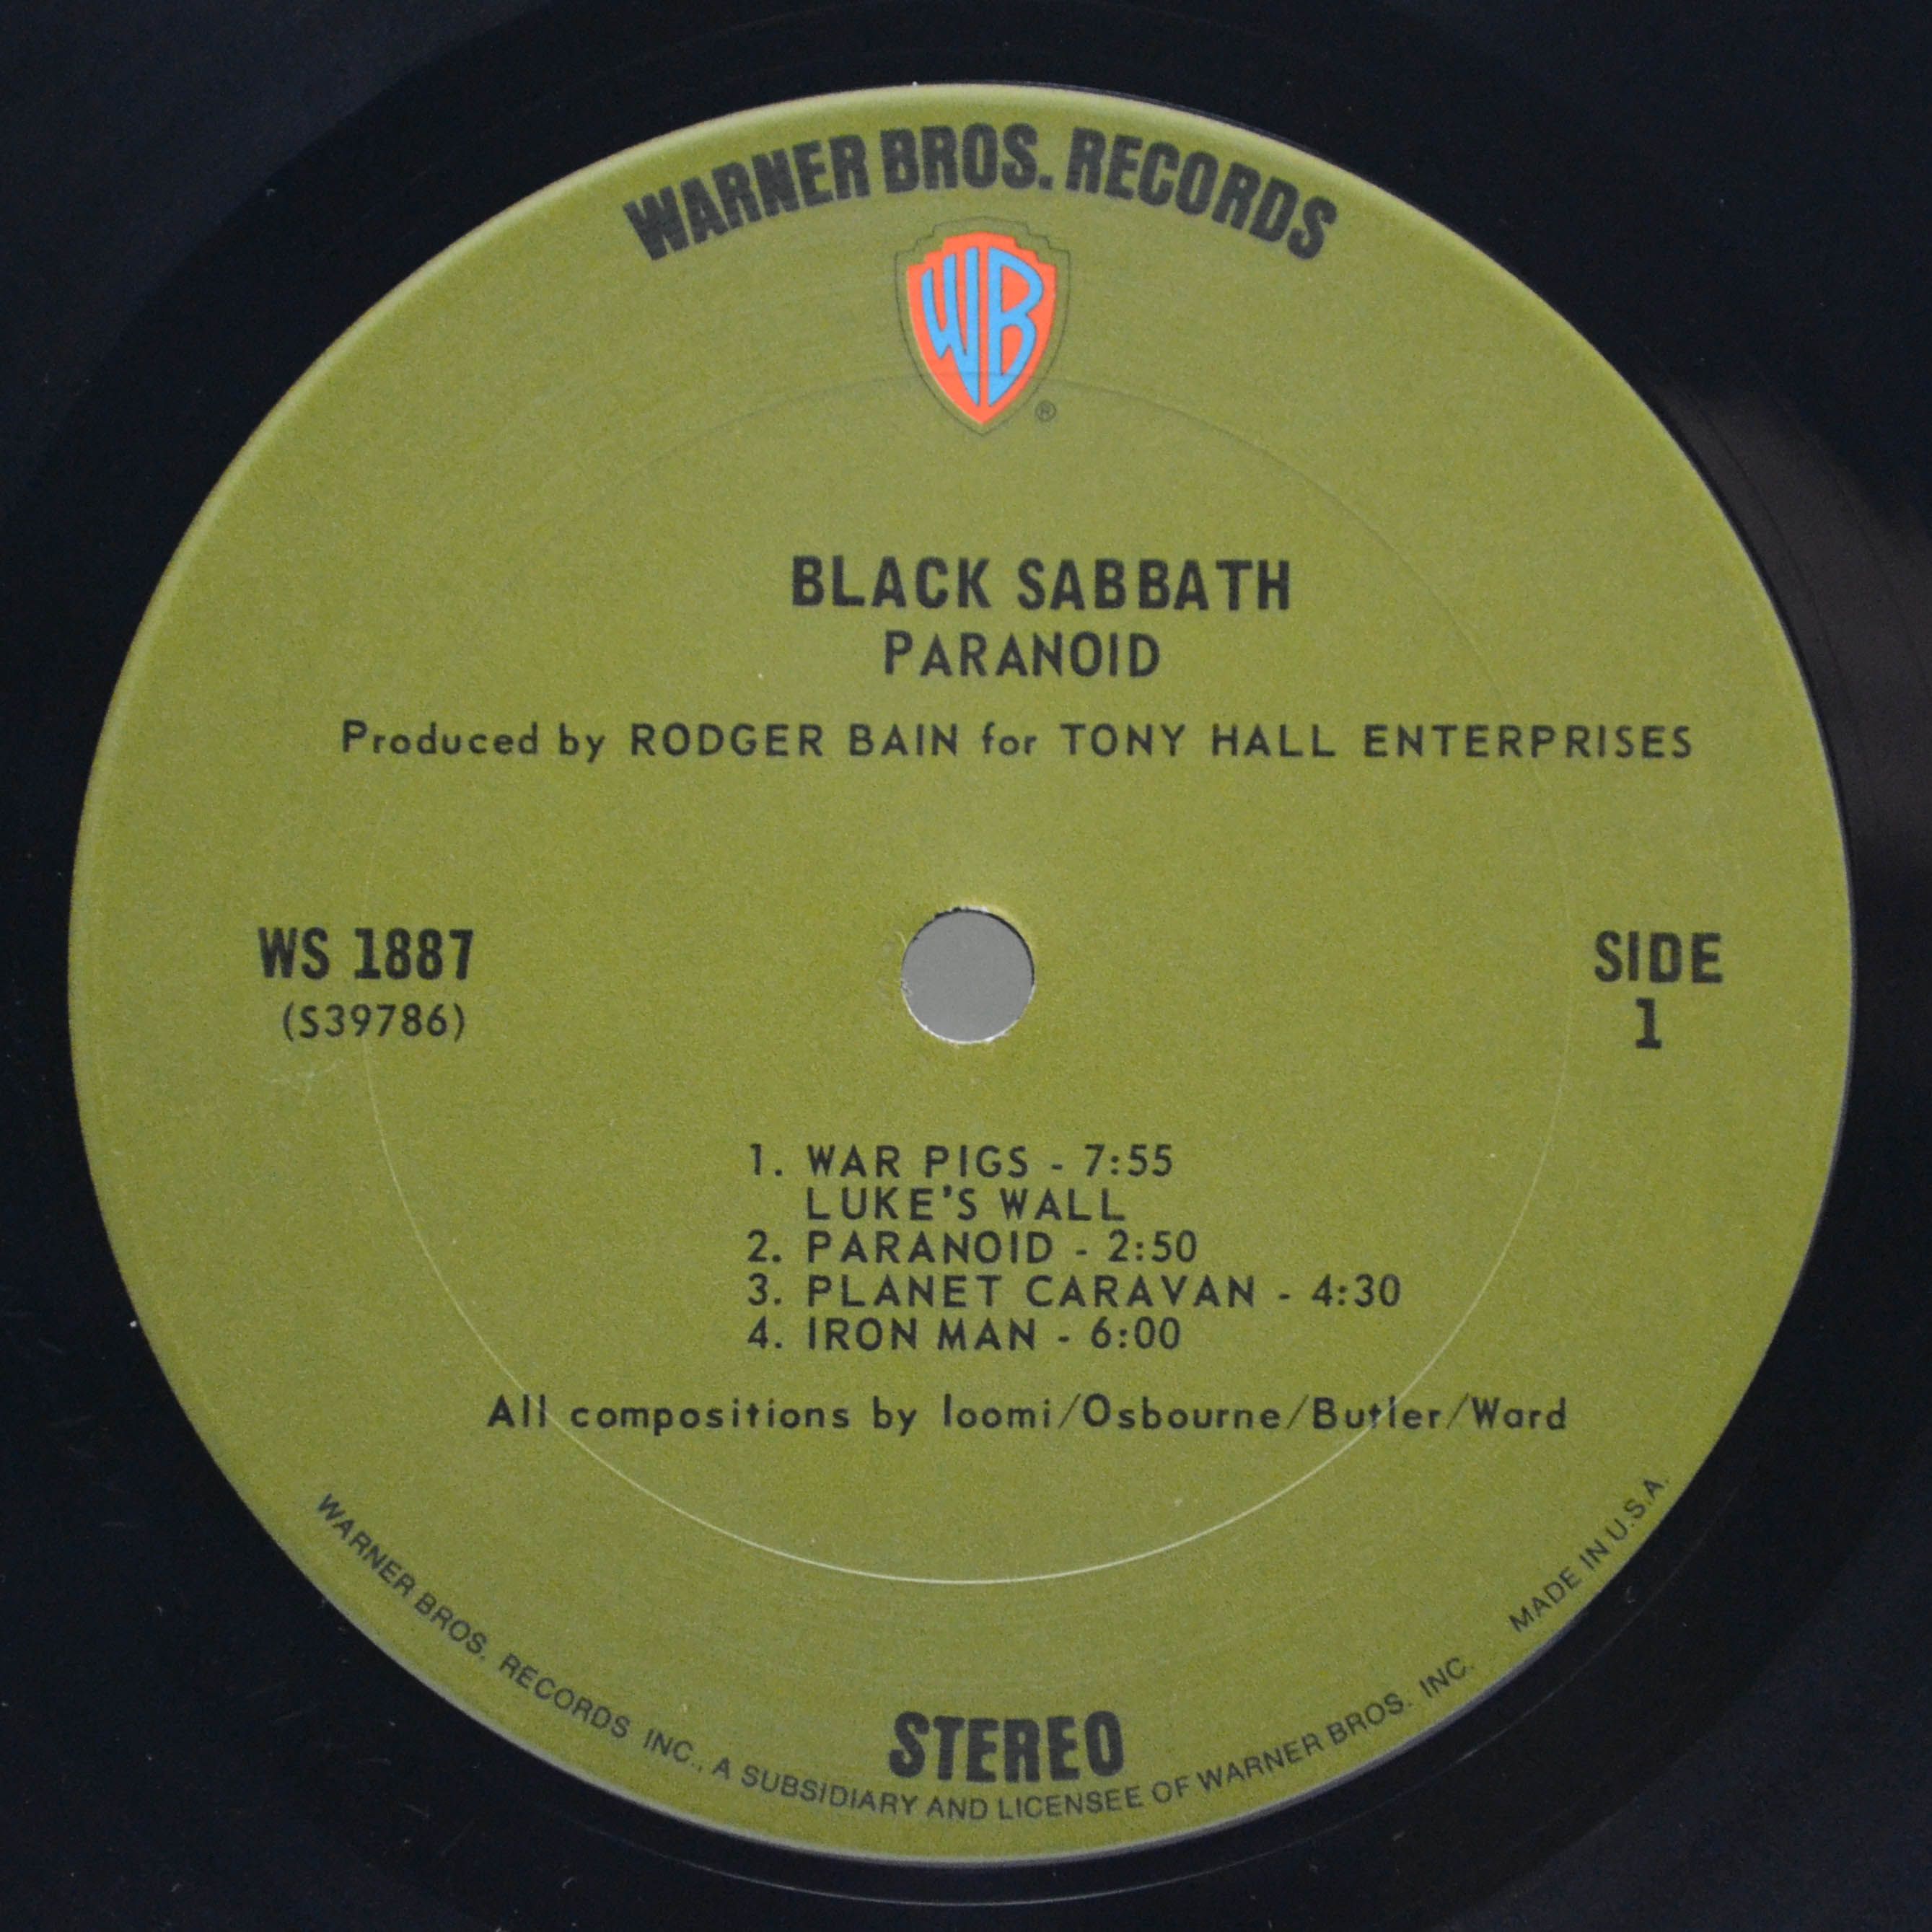 WARNER BROS. RECORDS
WB
®
BLACK SABBATH
PARANOID
Produced by RODGER BAIN for TONY HALL ENTERPRISES
WS 1887
(S39786)
SIDE
1
1. WAR PIGS - 7:55
LUKE'S WALL
2. PARANOID - 2:50
3. PLANET CARAVAN - 4:30
4. IRON MAN - 6:00
All compositions by Ioomi/Osbourne/Butler/Ward
STEREO
WARNER BROS. RECORDS INC., A SUBSIDIARY AND LICENSEE OF WARNER BROS. INC. MADE IN U.S.A.